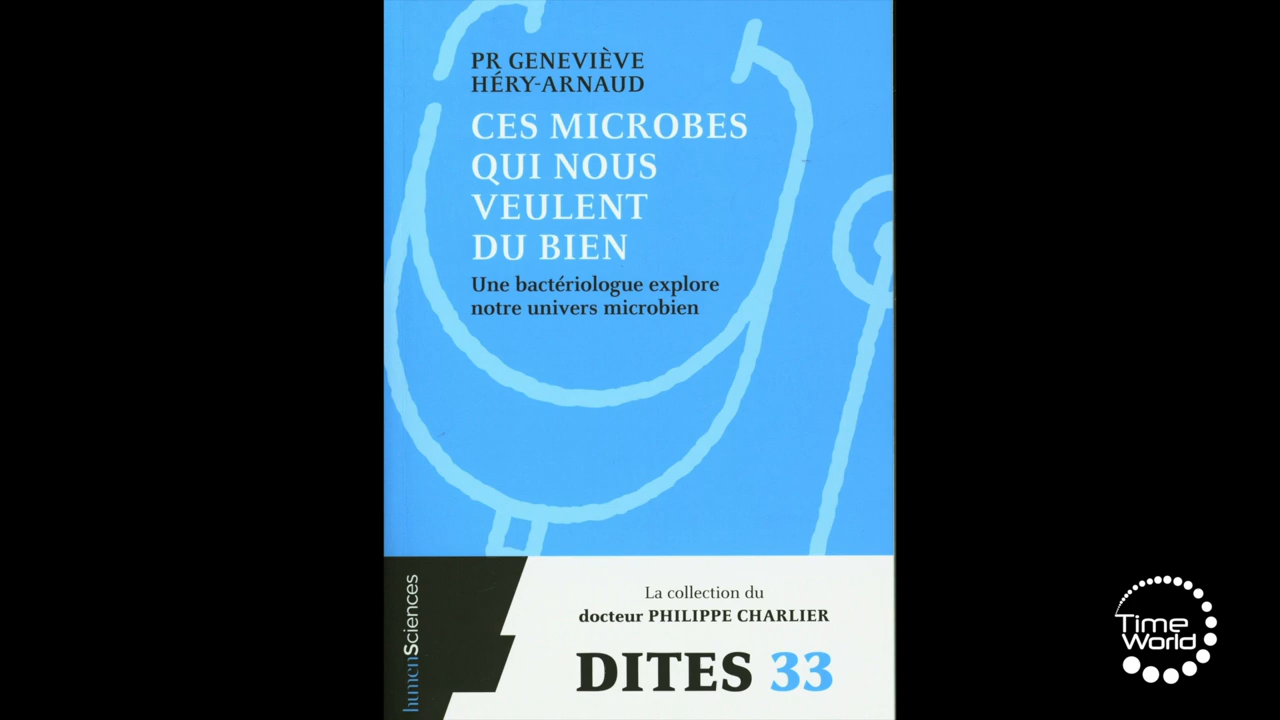 PR GENEVIÈVE
HÉRY-ARNAUD
CES MICROBES
QUI NOUS
VEULENT
DU BIEN
Une bactériologue explore
notre univers microbien
La collection du
docteur PHILIPPE CHARLIER
DITES 33
humenSciences
Time
World